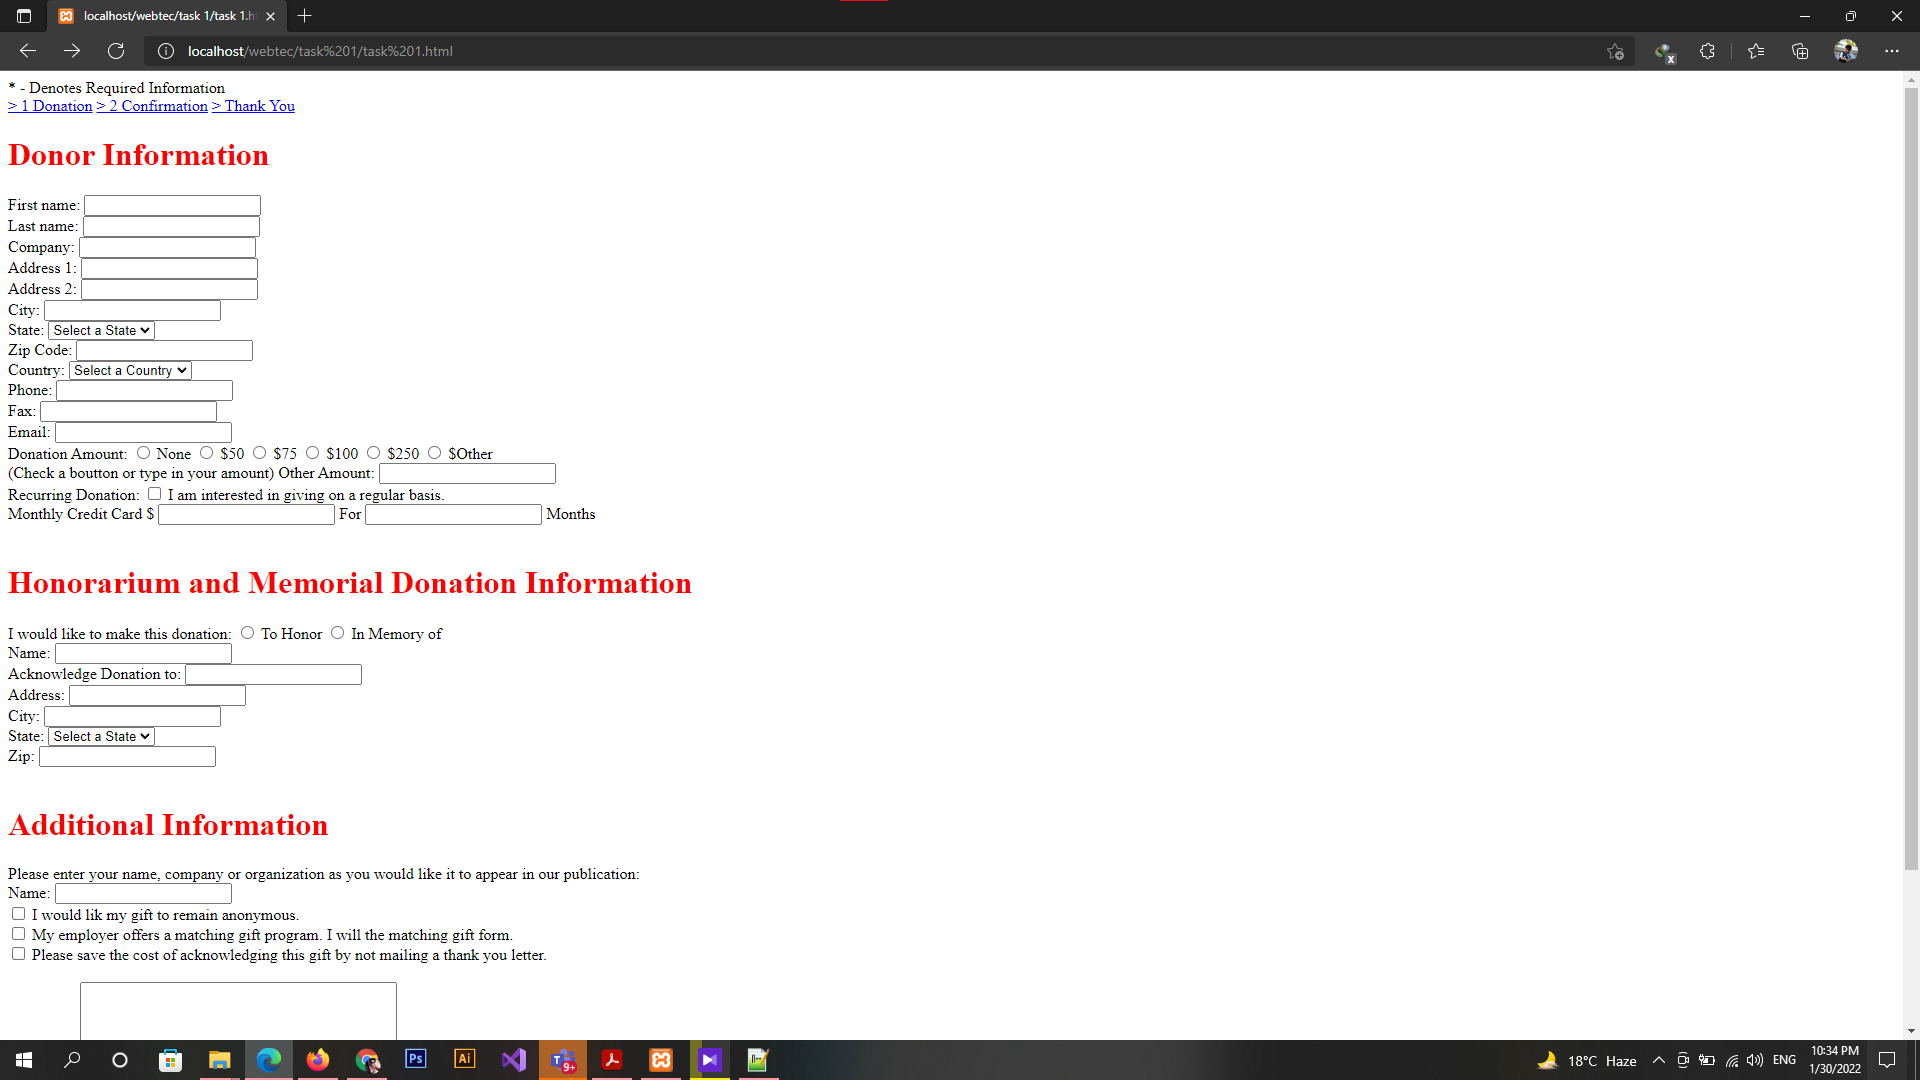 localhost/webtec/task 1/task 1.h
localhost/webtec/task%201/task%201.html
* - Denotes Required Information
> 1 Donation > 2 Confirmation > Thank You
Donor Information
First name:
Last name:
Company:
Address 1:
Address 2:
City:
State: Select a State
Zip Code:
Country: Select a Country
Phone:
Fax:
Email:
Donation Amount: None $50 $75 $100 $250 $Other
(Check a boutton or type in your amount) Other Amount:
Recurring Donation: I am interested in giving on a regular basis.
Monthly Credit Card $ For Months
Honorarium and Memorial Donation Information
I would like to make this donation: To Honor In Memory of
Name:
Acknowledge Donation to:
Address:
City:
State: Select a State
Zip:
Additional Information
Please enter your name, company or organization as you would like it to appear in our publication:
Name:
I would lik my gift to remain anonymous.
My employer offers a matching gift program. I will the matching gift form.
Please save the cost of acknowledging this gift by not mailing a thank you letter.
Ps Ai T 9+ 18°C Haze ENG 10:34 PM
1/30/2022